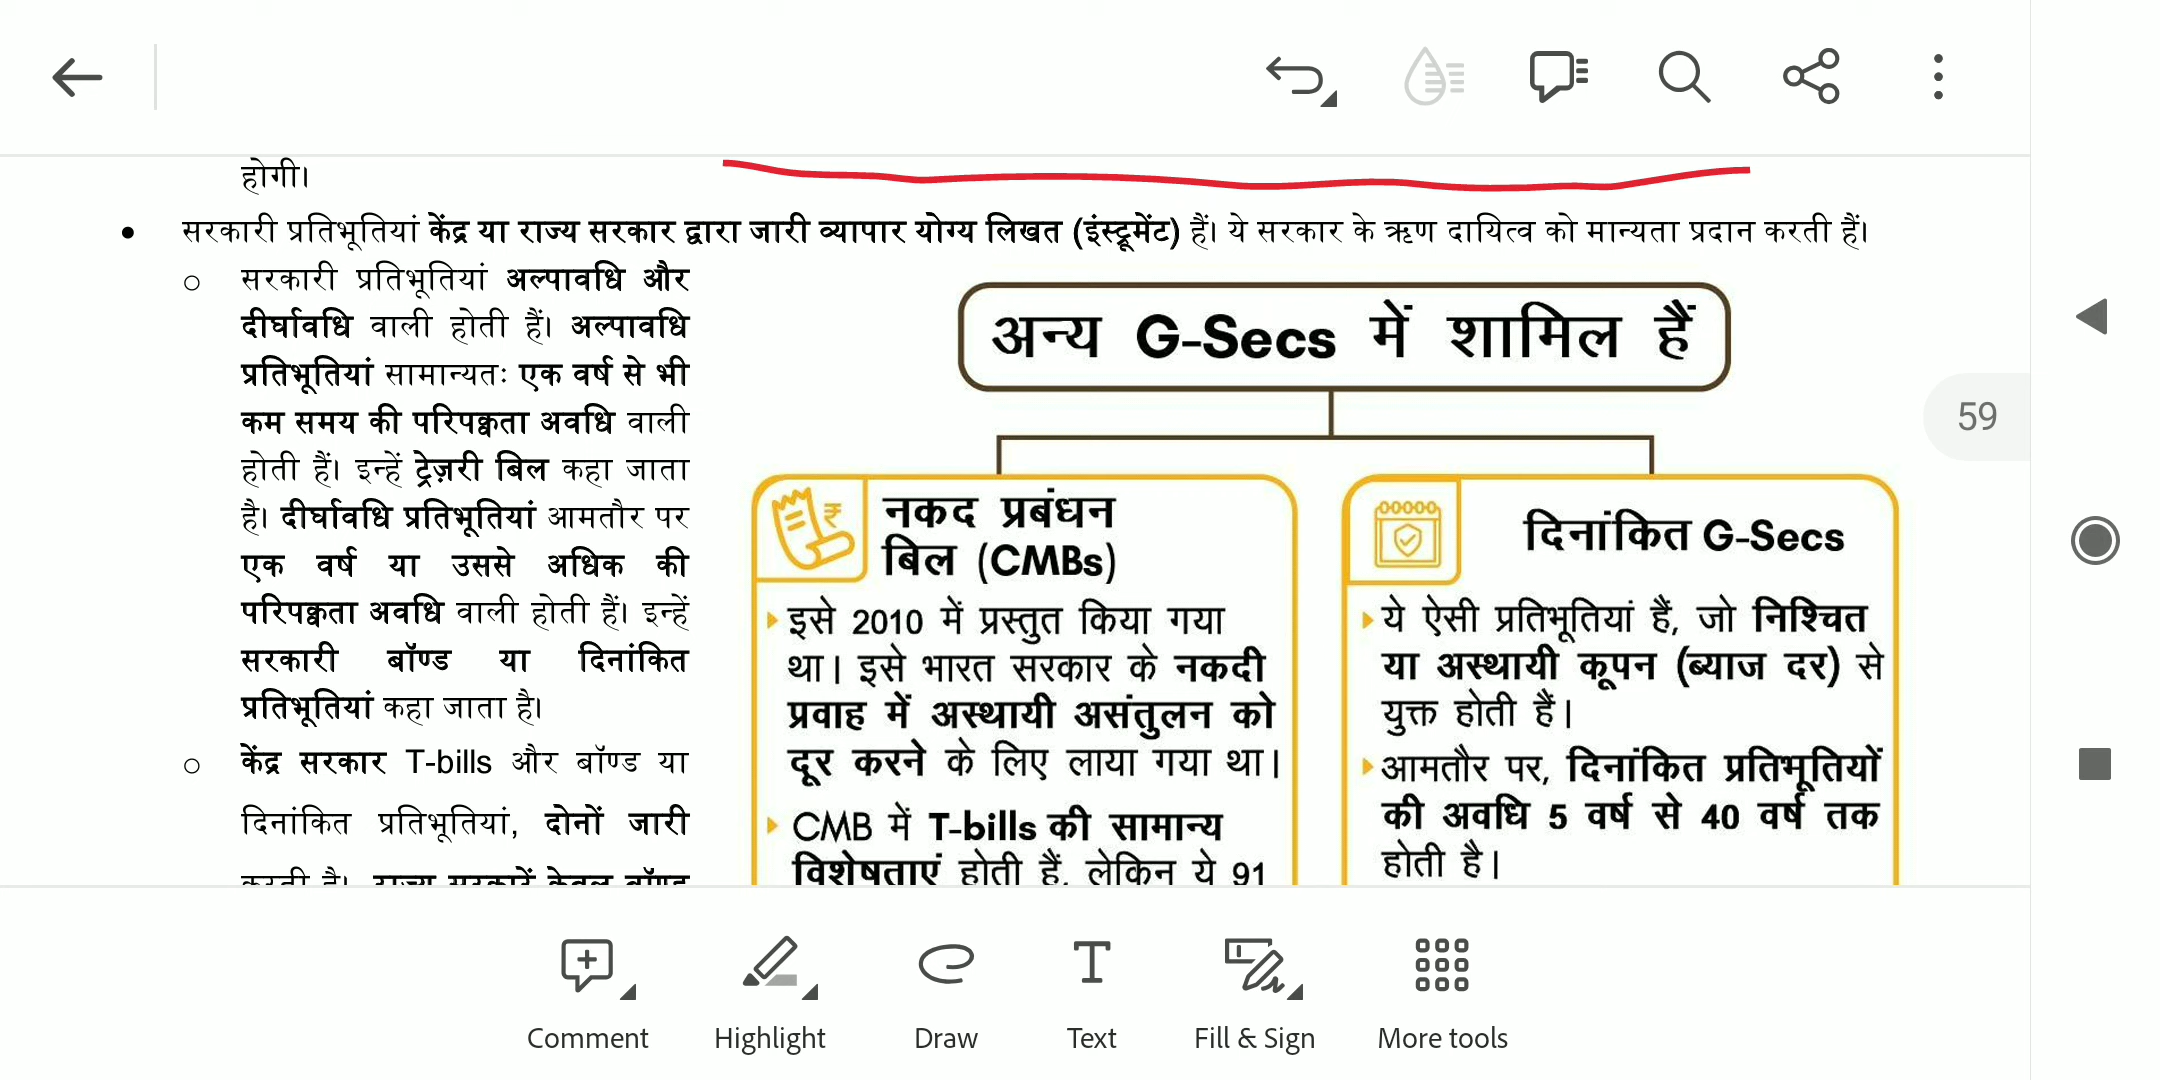 होगी।
• सरकारी प्रतिभूतियां केंद्र या राज्य सरकार द्वारा जारी व्यापार योग्य लिखत (इंस्ट्रूमेंट) हैं। ये सरकार के ऋण दायित्व को मान्यता प्रदान करती हैं।
○ सरकारी प्रतिभूतियां अल्पावधि और
दीर्घावधि वाली होती हैं। अल्पावधि
प्रतिभूतियां सामान्यतः एक वर्ष से भी
कम समय की परिपक्वता अवधि वाली
होती हैं। इन्हें ट्रेज़री बिल कहा जाता
है। दीर्घावधि प्रतिभूतियां आमतौर पर
एक वर्ष या उससे अधिक की
परिपक्वता अवधि वाली होती हैं। इन्हें
सरकारी बॉण्ड या दिनांकित
प्रतिभूतियां कहा जाता है।
○ केंद्र सरकार T-bills और बॉण्ड या
दिनांकित प्रतिभूतियां, दोनों जारी
करती है। राज्य सरकारें केवल बॉण्ड
अन्य G-Secs में शामिल हैं
नकद प्रबंधन
बिल (CMBs)
इसे 2010 में प्रस्तुत किया गया
था। इसे भारत सरकार के नकदी
प्रवाह में अस्थायी असंतुलन को
दूर करने के लिए लाया गया था।
CMB में T-bills की सामान्य
विशेषताएं होती हैं, लेकिन ये 91
दिनांकित G-Secs
ये ऐसी प्रतिभूतियां हैं, जो निश्चित
या अस्थायी कूपन (ब्याज दर) से
युक्त होती हैं।
आमतौर पर, दिनांकित प्रतिभूतियों
की अवधि 5 वर्ष से 40 वर्ष तक
होती है।
59
Comment
Highlight
Draw
Text
Fill & Sign
More tools